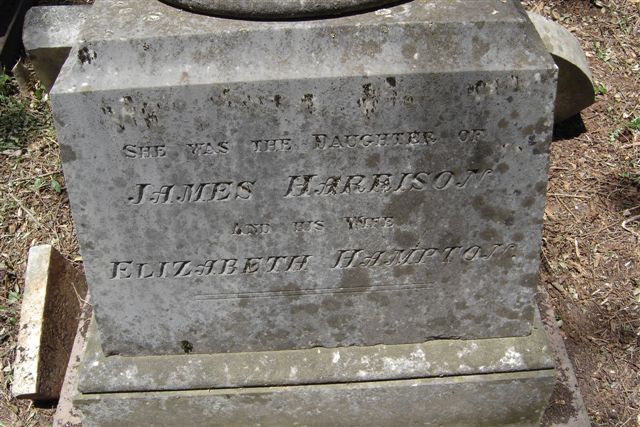 SHE WAS THE DAUGHTER OF
JAMES HARRISON
AND HIS WIFE
ELIZABETH HAMPTON